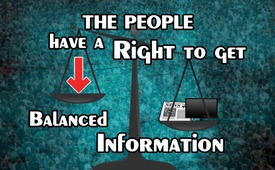 THE PEOPLE
HAVE A RIGHT TO GET
BALANCED
INFORMATION